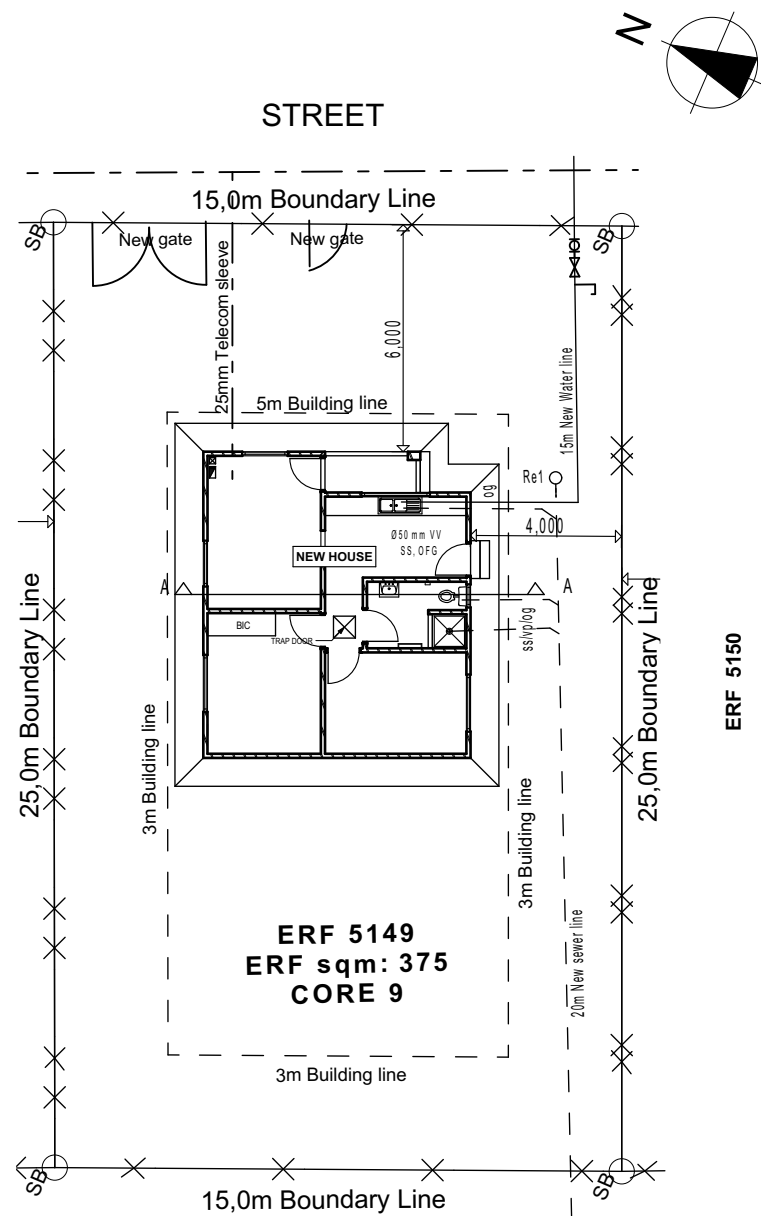 N
STREET
15,0m Boundary Line
SB
SB
New gate
New gate
25mm Telecom sleeve
6,000
15m New Water line
5m Building line
Re1
og
4,000
Ø50 mm VV
SS, OFG
NEW HOUSE
A
A
BIC
TRAP DOOR
ss/vp/og
25,0m Boundary Line
25,0m Boundary Line
ERF 5150
3m Building line
3m Building line
20m New sewer line
ERF 5149
ERF sqm: 375
CORE 9
3m Building line
SB
SB
15,0m Boundary Line